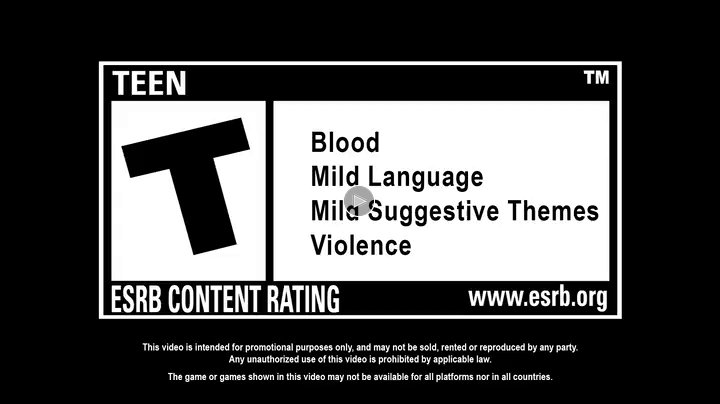 TEEN
TM
T
Blood
Mild Language
Mild Suggestive Themes
Violence
ESRB CONTENT RATING
www.esrb.org
This video is intended for promotional purposes only, and may not be sold, rented or reproduced by any party.
Any unauthorized use of this video is prohibited by applicable law.
The game or games shown in this video may not be available for all platforms nor in all countries.